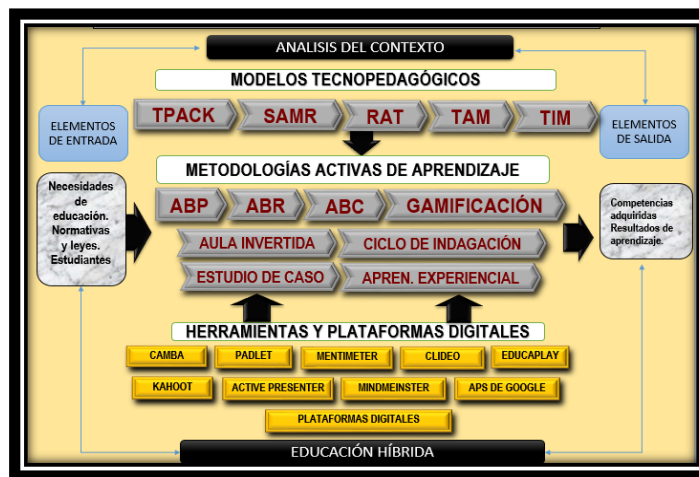 ANALISIS DEL CONTEXTO
MODELOS TECNOPEDAGÓGICOS
TPACK
SAMR
RAT
TAM
TIM
ELEMENTOS
DE ENTRADA
ELEMENTOS
DE SALIDA
METODOLOGÍAS ACTIVAS DE APRENDIZAJE
Necesidades
de
educación.
Normativas
y leyes.
Estudiantes
ABP
ABR
ABC
GAMIFICACIÓN
AULA INVERTIDA
CICLO DE INDAGACIÓN
ESTUDIO DE CASO
APREN. EXPERIENCIAL
Competencias
adquiridas
Resultados de
aprendizaje.
HERRAMIENTAS Y PLATAFORMAS DIGITALES
CAMBA
PADLET
MENTIMETER
CLIDEO
EDUCAPLAY
KAHOOT
ACTIVE PRESENTER
MINDMEINSTER
APS DE GOOGLE
PLATAFORMAS DIGITALES
EDUCACIÓN HÍBRIDA